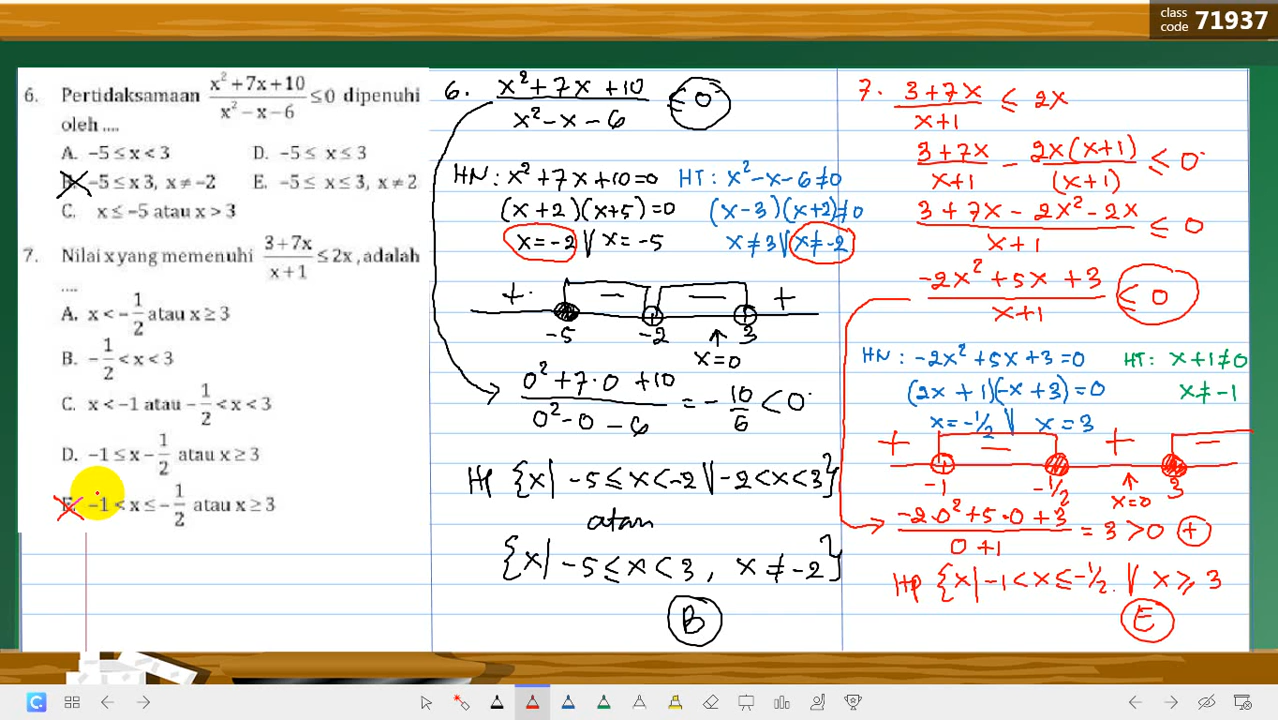 class
code 71937
6. Pertidaksamaan x²+7x+10 / x²-x-6 ≤0 dipenuhi
oleh ....
A. -5≤x<3 D. -5≤ x≤3
B. -5≤x 3, x≠-2 E. -5≤ x≤3, x≠2
C. x≤-5 atau x>3
7. Nilai x yang memenuhi 3+7x / x+1 ≤2x, adalah
....
A. x<-1/2 atau x≥3
B. -1/2<x<3
C. x<-1 atau -1/2<x<3
D. -1≤x-1/2 atau x≥3
E. -1<x≤-1/2 atau x≥3
6. x²+7x+10 / x²-x-6 ≤0
HN: x²+7x+10=0 HT: x²-x-6≠0
(x+2)(x+5)=0 (x-3)(x+2)≠0
x=-2 V x=-5 x≠3 V x≠-2
+ - - +
-5 -2 3
x=0
0²+7·0+10 / 0²-0-6 = -10/6 <0
Hp {x| -5≤x<-2 V -2<x<3}
atau
{x| -5≤x<3, x≠-2}
B
7. 3+7x / x+1 ≤ 2x
3+7x / x+1 - 2x(x+1) / (x+1) ≤0
3+7x-2x²-2x / x+1 ≤0
-2x²+5x+3 / x+1 ≤0
HN: -2x²+5x+3=0 HT: x+1≠0
(2x+1)(-x+3)=0 x≠-1
x=-1/2 V x=3
+ - + -
-1 -1/2 x=0 3
-2·0²+5·0+3 / 0+1 = 3>0 +
Hp {x|-1<x≤-1/2. V x≥3
E